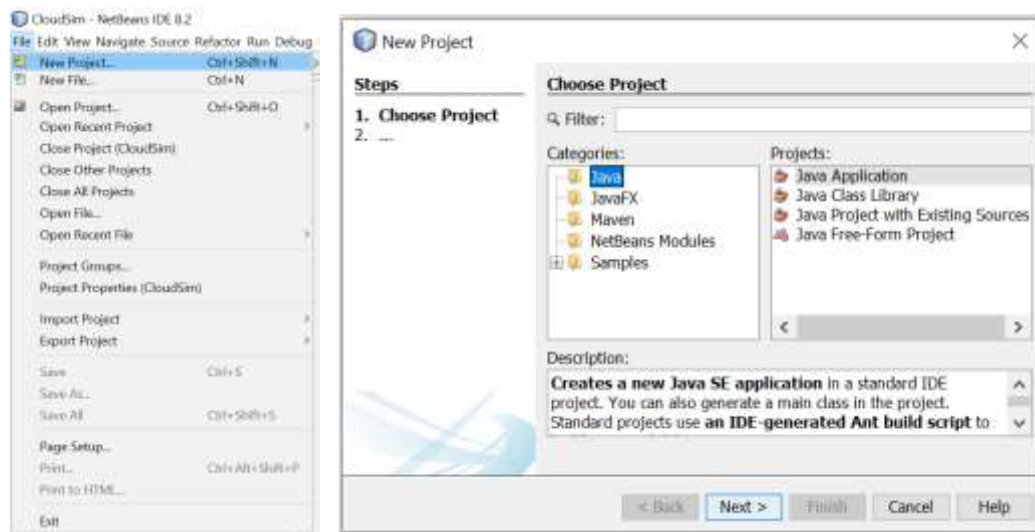 CloudSim - NetBeans IDE 8.2
File Edit View Navigate Source Refactor Run Debug
New Project... Ctrl+Shift+N
New File... Ctrl+N
Open Project... Ctrl+Shift+O
Open Recent Project
Close Project (CloudSim)
Close Other Projects
Close All Projects
Open File...
Open Recent File
Project Groups...
Project Properties (CloudSim)
Import Project
Export Project
Save Ctrl+S
Save As...
Save All Ctrl+Shift+S
Page Setup...
Print... Ctrl+Alt+Shift+P
Print to HTML...
Exit
New Project
Steps
1. Choose Project
2. ...
Choose Project
Filter:
Categories:
Java
JavaFX
Maven
NetBeans Modules
Samples
Projects:
Java Application
Java Class Library
Java Project with Existing Sources
Java Free-Form Project
Description:
Creates a new Java SE application in a standard IDE
project. You can also generate a main class in the project.
Standard projects use an IDE-generated Ant build script to
< Back Next > Finish Cancel Help